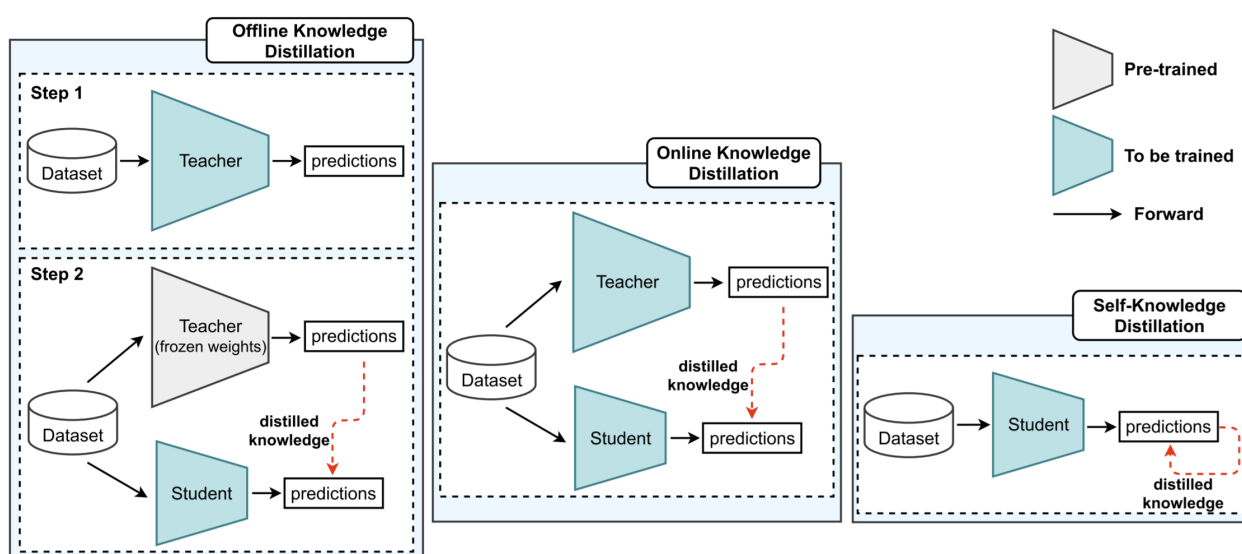 Offline Knowledge
Distillation
Step 1
Dataset
Teacher
predictions
Step 2
Teacher
(frozen weights)
predictions
Dataset
distilled
knowledge
Student
predictions
Online Knowledge
Distillation
Teacher
predictions
Dataset
distilled
knowledge
Student
predictions
Pre-trained
To be trained
Forward
Self-Knowledge
Distillation
Dataset
Student
predictions
distilled
knowledge